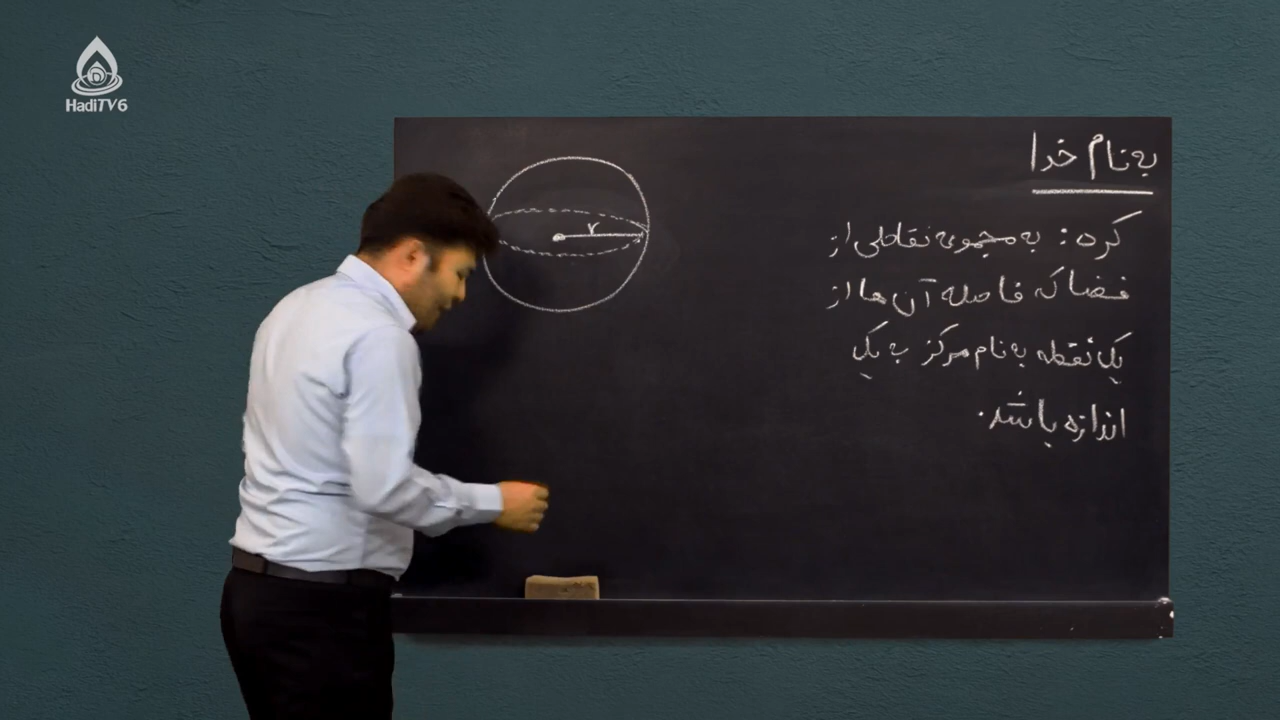 HadiTV6
به نام خدا
کره: به مجموعه نقاطی از
فضا که فاصله آن ها از
یک نقطه به نام مرکز به یک
اندازه باشد.
r